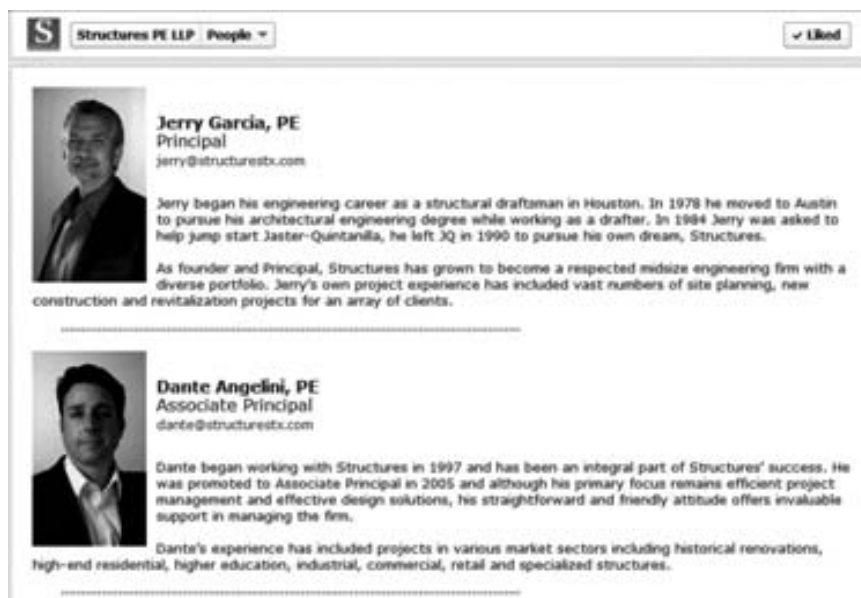 S Structures PE LLP People ▾ ✓ Liked
Jerry Garcia, PE
Principal
jerry@structurestx.com
Jerry began his engineering career as a structural draftsman in Houston. In 1978 he moved to Austin
to pursue his architectural engineering degree while working as a drafter. In 1984 Jerry was asked to
help jump start Jaster-Quintanilla, he left JQ in 1990 to pursue his own dream, Structures.
As founder and Principal, Structures has grown to become a respected midsize engineering firm with a
diverse portfolio. Jerry's own project experience has included vast numbers of site planning, new
construction and revitalization projects for an array of clients.
Dante Angelini, PE
Associate Principal
dante@structurestx.com
Dante began working with Structures in 1997 and has been an integral part of Structures' success. He
was promoted to Associate Principal in 2005 and although his primary focus remains efficient project
management and effective design solutions, his straightforward and friendly attitude offers invaluable
support in managing the firm.
Dante's experience has included projects in various market sectors including historical renovations,
high-end residential, higher education, industrial, commercial, retail and specialized structures.